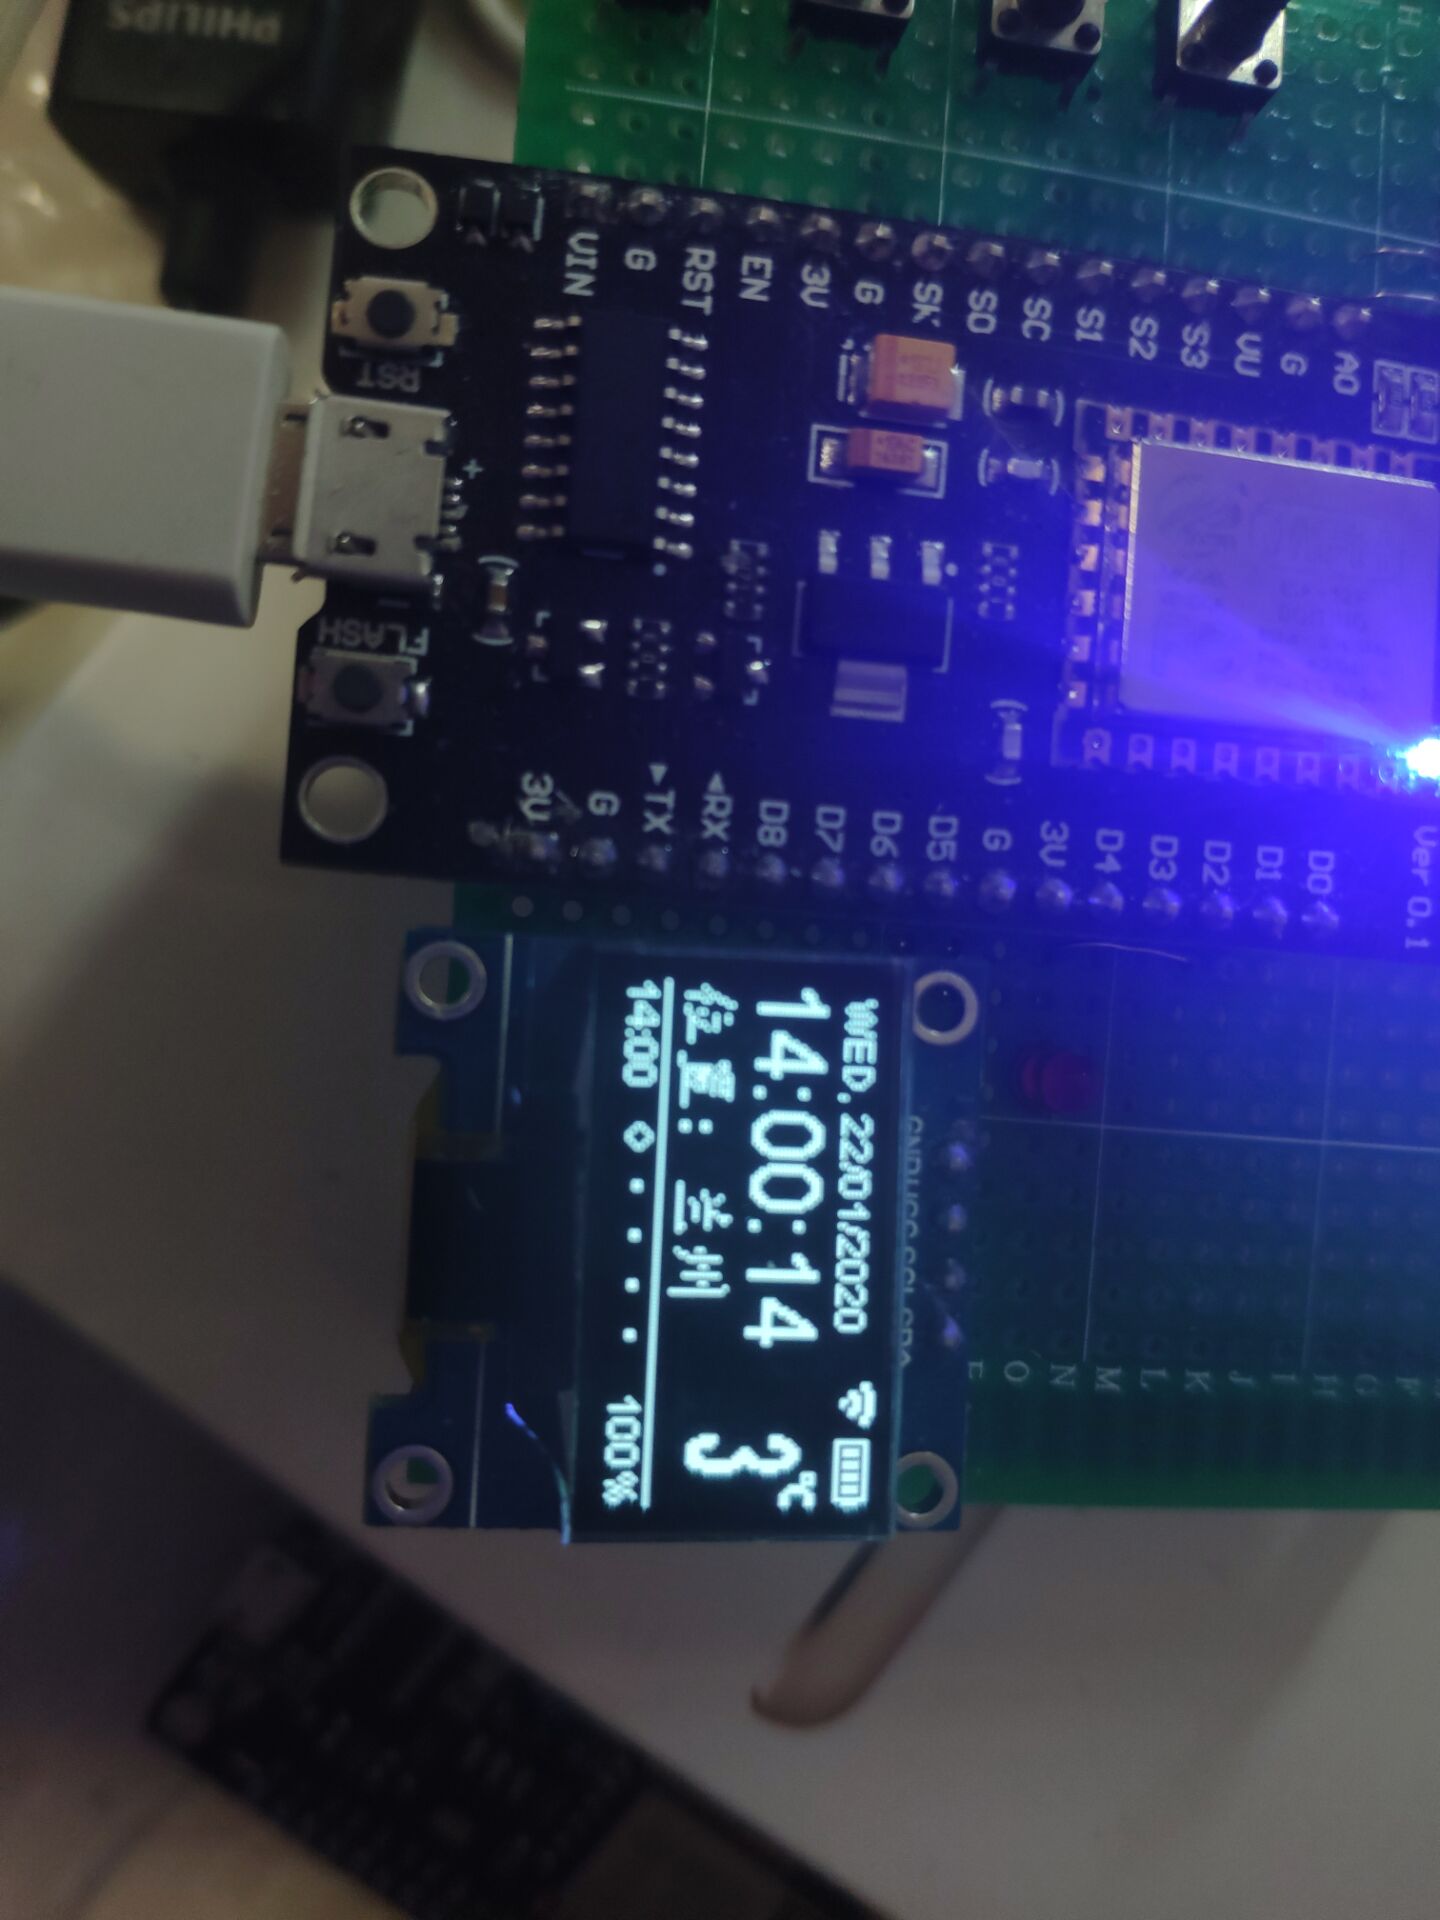 PHILIPS
VIN G RST EN 3V G SK SO SC S1 S2 S3 VU G A0
RST
FLASH
3V G TX RX D8 D7 D6 D5 G 3V D4 D3 D2 D1 D0
Ver 0.1
WED, 22/01/2020
14:00:14
3℃
位置: 兰州
14:00
100%
O N M L K J I H G F
H